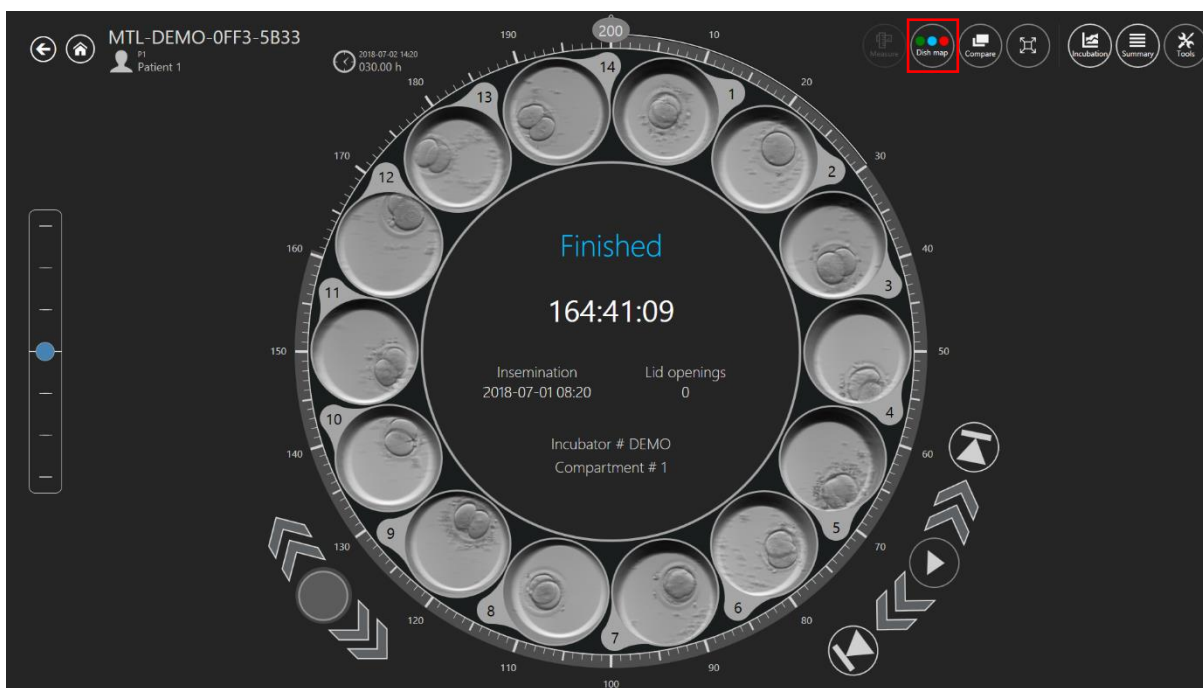 MTL-DEMO-0FF3-5B33
P1
Patient 1
2018-07-02 14:20
030.00 h
Measure
Dish map
Compare
Incubation
Summary
Tools
200
10
20
30
40
50
60
70
80
90
100
110
120
130
140
150
160
170
180
190
1
2
3
4
5
6
7
8
9
10
11
12
13
14
Finished
164:41:09
Insemination
2018-07-01 08:20
Lid openings
0
Incubator # DEMO
Compartment # 1